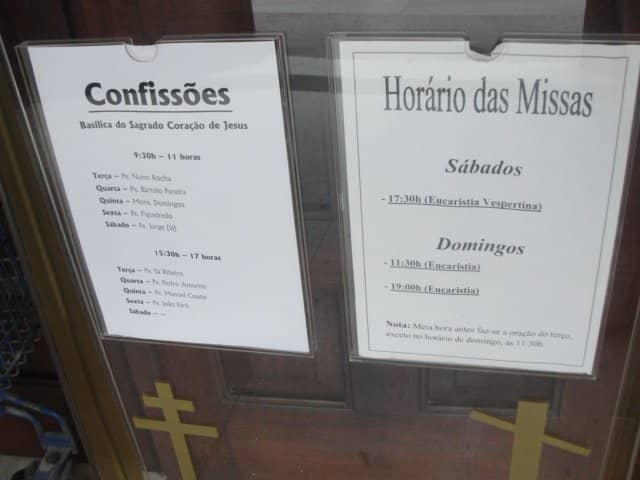 Confissões
Basílica do Sagrado Coração de Jesus
9:30h – 11 horas
Terça – Pe. Nuno Rocha
Quarta – Pe. Bártolo Pereira
Quinta – Mons. Domingos
Sexta – Pe. Figueiredo
Sábado – Pe. Jorge (SJ)
15:30h – 17 horas
Terça – Pe. Sá Ribeiro
Quarta – Pe. Pedro Antonio
Quinta – Pe. Manuel Couto
Sexta – Pe. João
Sábado – ---
Horário das Missas
Sábados
- 17:30h (Eucaristia Vespertina)
Domingos
- 11:30h (Eucaristia)
- 19:00h (Eucaristia)
Nota: Meia hora antes faz-se a oração do terço,
exceto no horário de domingo, às 11:30h